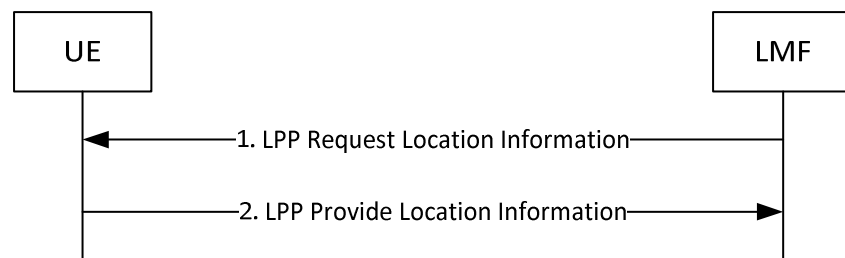 UE
LMF
1. LPP Request Location Information
2. LPP Provide Location Information